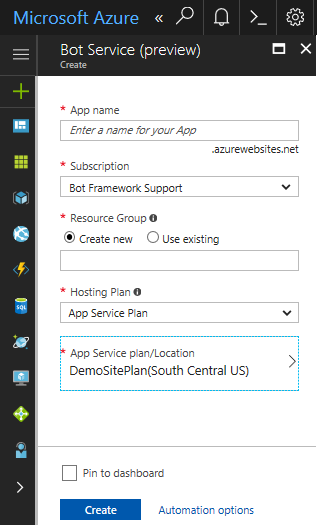 Microsoft Azure «
Bot Service (preview)
Create
* App name
Enter a name for your App
.azurewebsites.net
* Subscription
Bot Framework Support
* Resource Group
Create new Use existing
* Hosting Plan
App Service Plan
* App Service plan/Location
DemoSitePlan(South Central US)
Pin to dashboard
Create Automation options
SQL